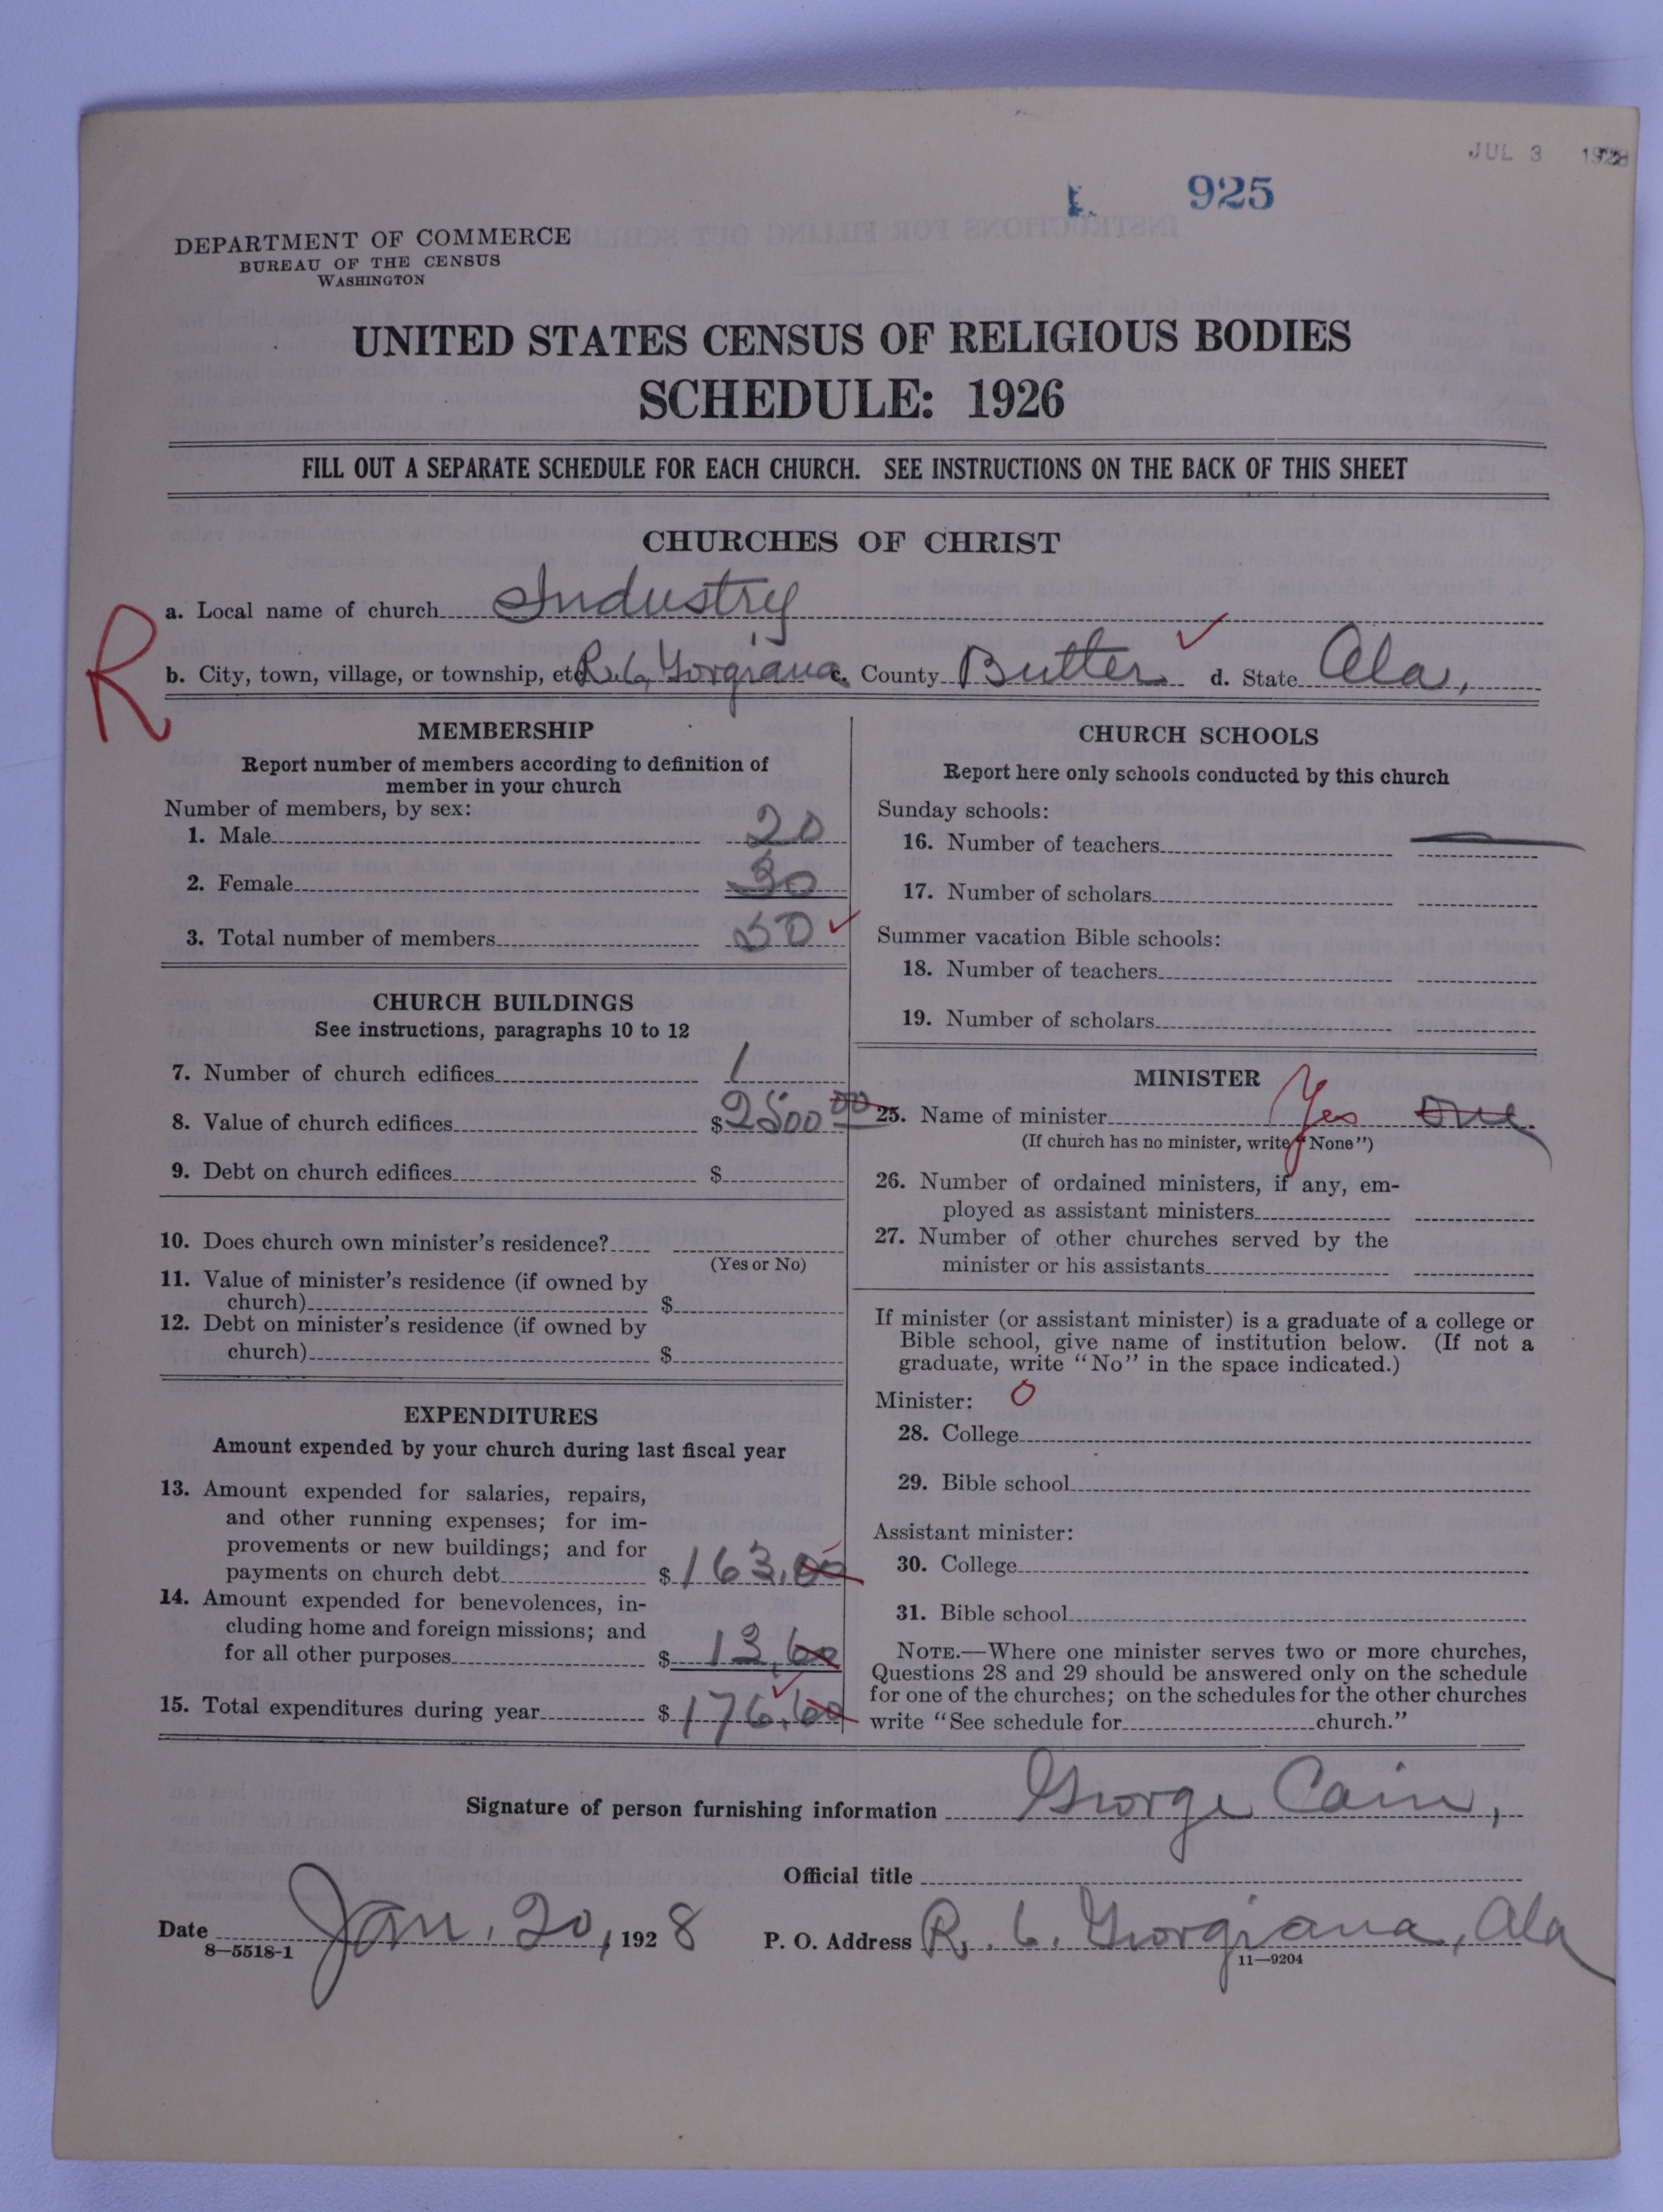 JUL 3 1928
925
DEPARTMENT OF COMMERCE
BUREAU OF THE CENSUS
WASHINGTON
UNITED STATES CENSUS OF RELIGIOUS BODIES
SCHEDULE: 1926
FILL OUT A SEPARATE SCHEDULE FOR EACH CHURCH. SEE INSTRUCTIONS ON THE BACK OF THIS SHEET
CHURCHES OF CHRIST
R
a. Local name of church Industry
b. City, town, village, or township, etc R. 6, Georgiana c. County Butler d. State Ala,
MEMBERSHIP
Report number of members according to definition of
member in your church
Number of members, by sex:
1. Male 20
2. Female 30
3. Total number of members 50
CHURCH BUILDINGS
See instructions, paragraphs 10 to 12
7. Number of church edifices 1
8. Value of church edifices $2500 00
9. Debt on church edifices $
10. Does church own minister's residence?
(Yes or No)
11. Value of minister's residence (if owned by
church) $
12. Debt on minister's residence (if owned by
church) $
EXPENDITURES
Amount expended by your church during last fiscal year
13. Amount expended for salaries, repairs,
and other running expenses; for im-
provements or new buildings; and for
payments on church debt $163.00
14. Amount expended for benevolences, in-
cluding home and foreign missions; and
for all other purposes $13.60
15. Total expenditures during year $176.60
CHURCH SCHOOLS
Report here only schools conducted by this church
Sunday schools:
16. Number of teachers
17. Number of scholars
Summer vacation Bible schools:
18. Number of teachers
19. Number of scholars
MINISTER
25. Name of minister Yes one
(If church has no minister, write "None")
26. Number of ordained ministers, if any, em-
ployed as assistant ministers
27. Number of other churches served by the
minister or his assistants
If minister (or assistant minister) is a graduate of a college or
Bible school, give name of institution below. (If not a
graduate, write "No" in the space indicated.)
Minister: 0
28. College
29. Bible school
Assistant minister:
30. College
31. Bible school
NOTE.—Where one minister serves two or more churches,
Questions 28 and 29 should be answered only on the schedule
for one of the churches; on the schedules for the other churches
write "See schedule for church."
Signature of person furnishing information George Cain,
Official title
Date Jan. 20, 1928 P. O. Address R. 6. Georgiana, Ala
8—5518-1 11—9204